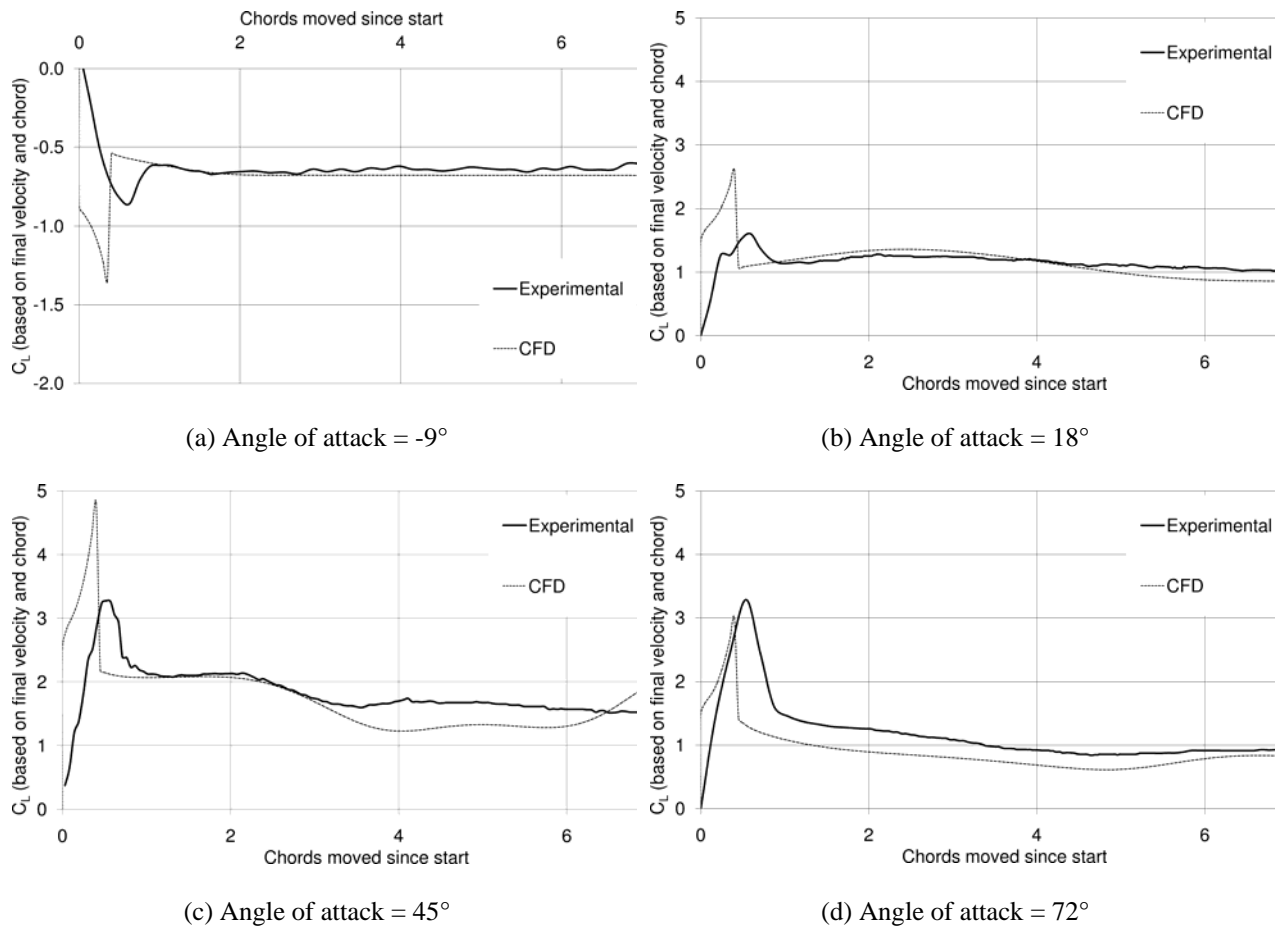 Chords moved since start
0 2 4 6
C_L (based on final velocity and chord)
0.0
-0.5
-1.0
-1.5
-2.0
Experimental
CFD
(a) Angle of attack = -9°
C_L (based on final velocity and chord)
5
4
3
2
1
0
Experimental
CFD
0 2 4 6
Chords moved since start
(b) Angle of attack = 18°
C_L (based on final velocity and chord)
5
4
3
2
1
0
Experimental
CFD
0 2 4 6
Chords moved since start
(c) Angle of attack = 45°
C_L (based on final velocity and chord)
5
4
3
2
1
0
Experimental
CFD
0 2 4 6
Chords moved since start
(d) Angle of attack = 72°